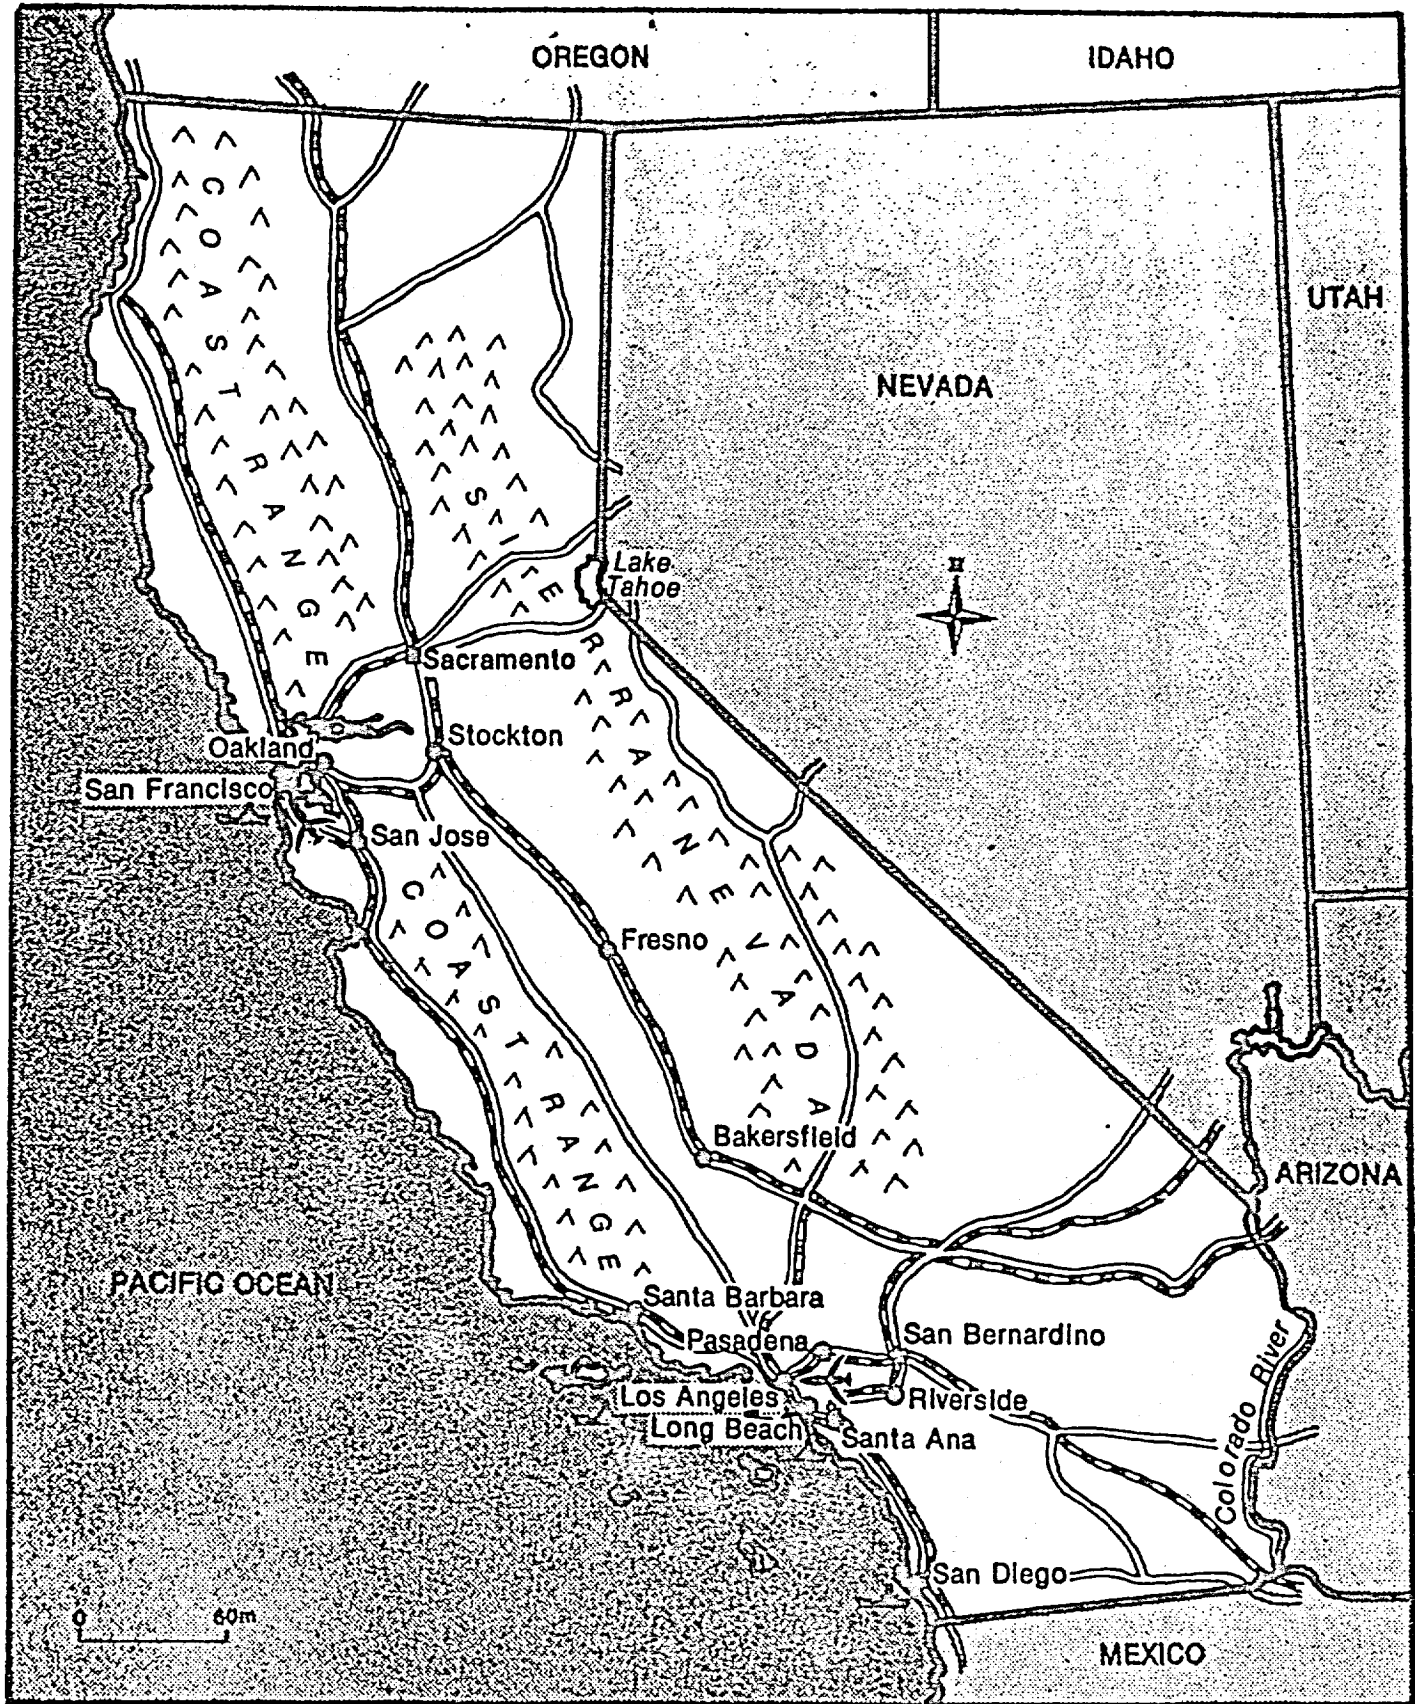 OREGON
IDAHO
COAST RANGE
UTAH
NEVADA
SIERRA NEVADA
Lake
Tahoe
N
Sacramento
Stockton
Oakland
San Francisco
San Jose
COAST RANGE
Fresno
Bakersfield
ARIZONA
PACIFIC OCEAN
Santa Barbara
Pasadena
San Bernardino
Los Angeles
Riverside
Long Beach
Santa Ana
Colorado River
San Diego
0 60m
MEXICO